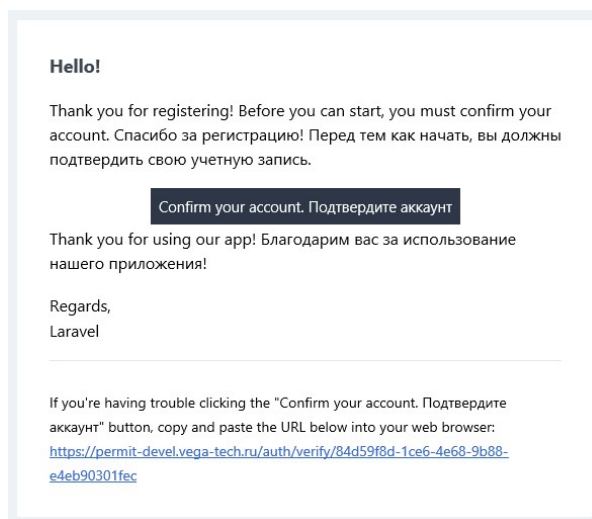 Hello!
Thank you for registering! Before you can start, you must confirm your
account. Спасибо за регистрацию! Перед тем как начать, вы должны
подтвердить свою учетную запись.
Confirm your account. Подтвердите аккаунт
Thank you for using our app! Благодарим вас за использование
нашего приложения!
Regards,
Laravel
If you're having trouble clicking the "Confirm your account. Подтвердите
аккаунт" button, copy and paste the URL below into your web browser:
https://permit-devel.vega-tech.ru/auth/verify/84d59f8d-1ce6-4e68-9b88-
e4eb90301fec